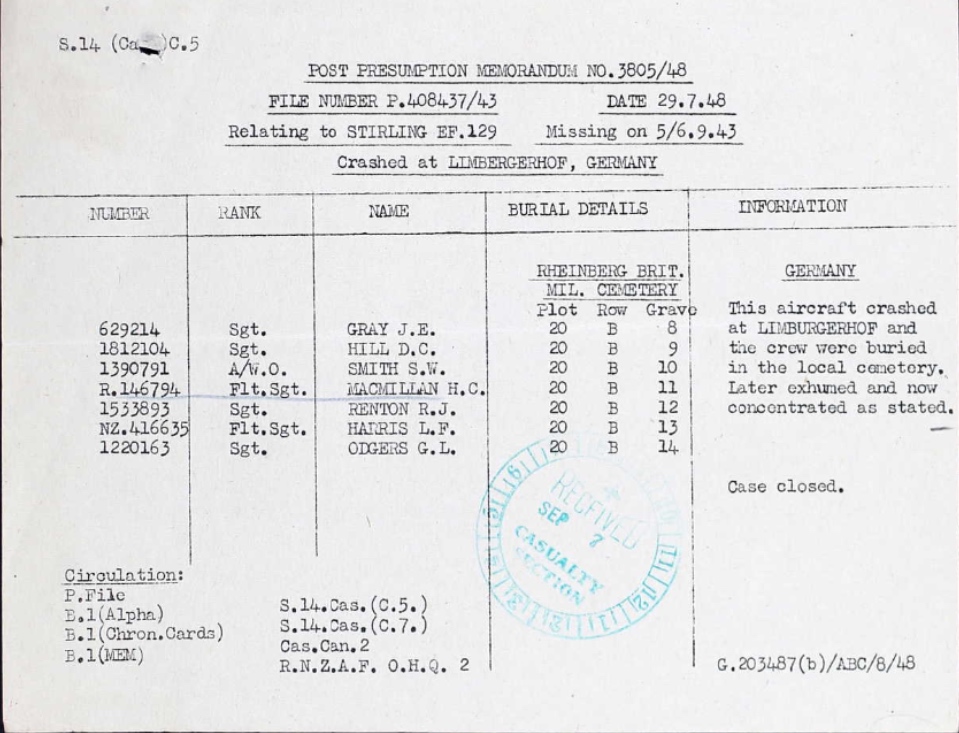 S.14 (Ca )C.5
POST PRESUMPTION MEMORANDUM NO.3805/48
FILE NUMBER P.408437/43 DATE 29.7.48
Relating to STIRLING EF.129 Missing on 5/6.9.43
Crashed at LIMBERGERHOF, GERMANY
NUMBER RANK NAME BURIAL DETAILS INFORMATION
RHEINBERG BRIT. GERMANY
MIL. CEMETERY
Plot Row Grave This aircraft crashed
629214 Sgt. GRAY J.E. 20 B 8 at LIMBURGERHOF and
1812104 Sgt. HILL D.C. 20 B 9 the crew were buried
1390791 A/W.O. SMITH S.W. 20 B 10 in the local cemetery.
R.146794 Flt.Sgt. MACMILLAN H.C. 20 B 11 Later exhumed and now
1533893 Sgt. RENTON R.J. 20 B 12 concentrated as stated.
NZ.416635 Flt.Sgt. HARRIS L.F. 20 B 13
1220163 Sgt. ODGERS G.L. 20 B 14
Case closed.
RECEIVED
SEP 7
CASUALTY
SECTION
Circulation:
P.File
B.1(Alpha) S.14.Cas.(C.5.)
B.1(Chron.Cards) S.14.Cas.(C.7.)
B.1(MEM) Cas.Can.2
R.N.Z.A.F. O.H.Q. 2 G.203487(b)/ABC/8/48